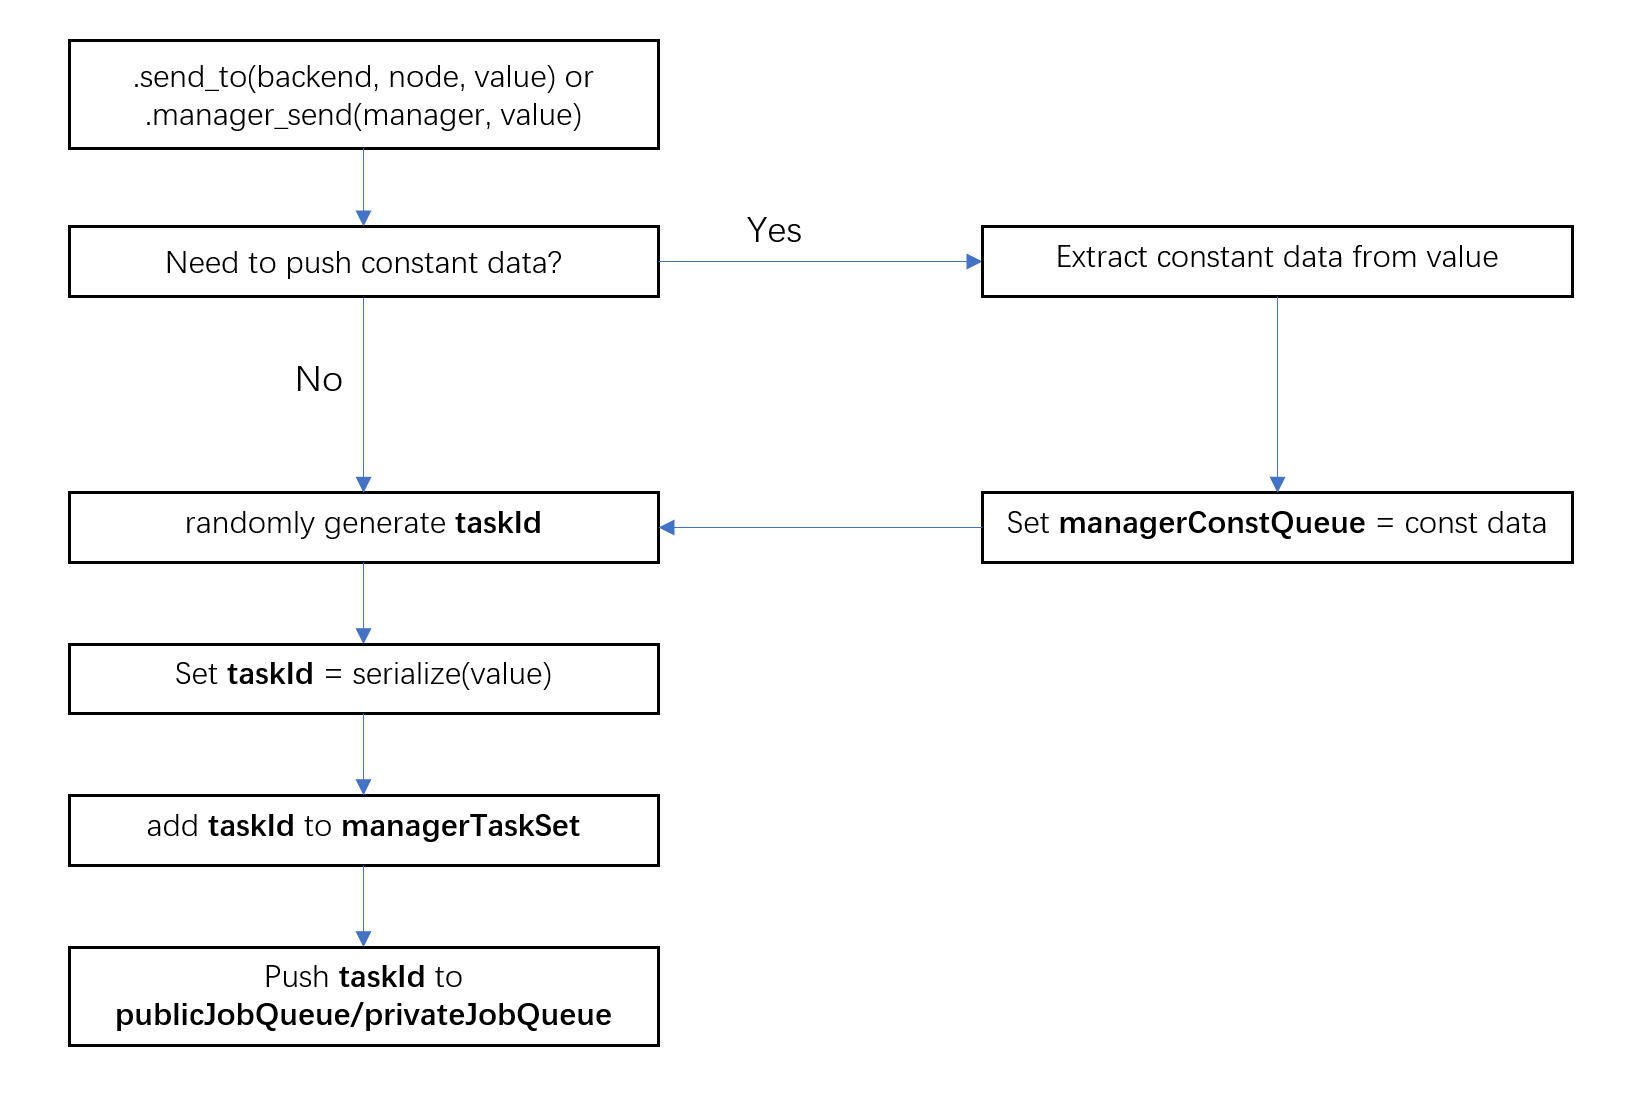 .send_to(backend, node, value) or
.manager_send(manager, value)
Need to push constant data?
Yes
Extract constant data from value
No
randomly generate taskId
Set managerConstQueue = const data
Set taskId = serialize(value)
add taskId to managerTaskSet
Push taskId to
publicJobQueue/privateJobQueue